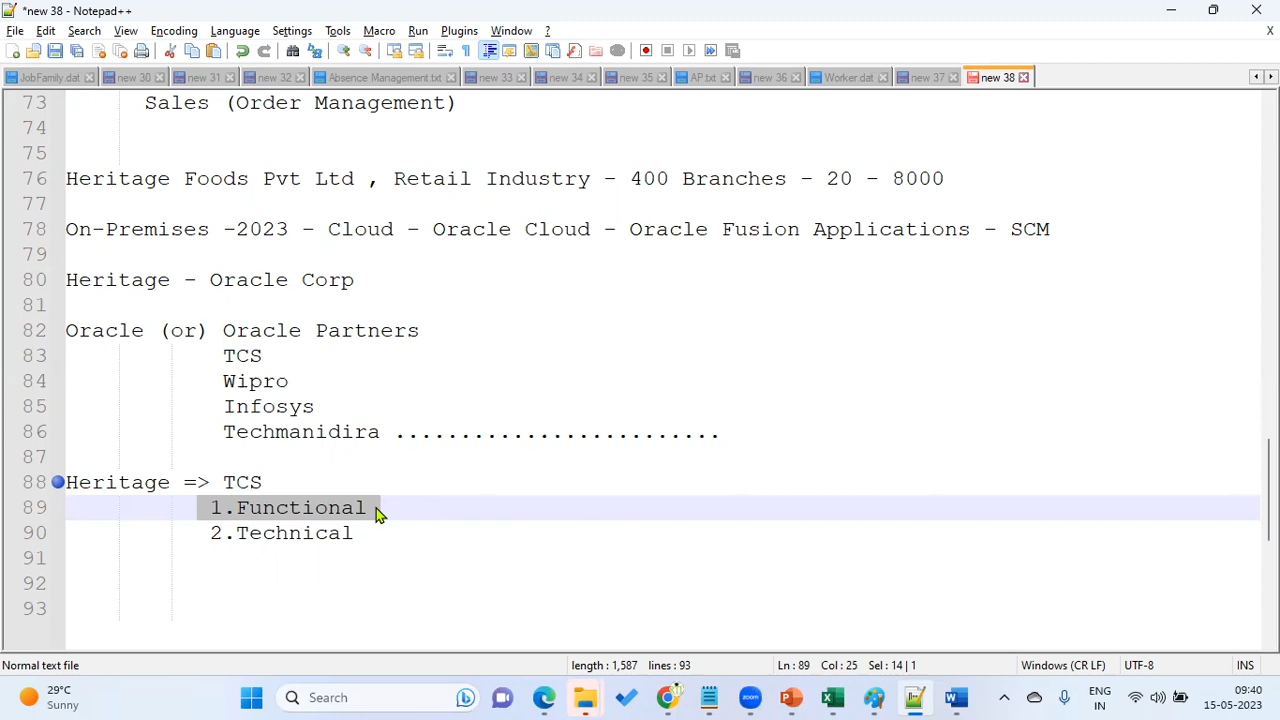 *new 38 - Notepad++
File Edit Search View Encoding Language Settings Tools Macro Run Plugins Window ? X
JobFamily.dat new 30 new 31 new 32 Absence Management.txt new 33 new 34 new 35 AP.txt new 36 Worker.dat new 37 new 38
73 Sales (Order Management)
74
75
76 Heritage Foods Pvt Ltd , Retail Industry - 400 Branches - 20 - 8000
77
78 On-Premises -2023 - Cloud - Oracle Cloud - Oracle Fusion Applications - SCM
79
80 Heritage - Oracle Corp
81
82 Oracle (or) Oracle Partners
83 TCS
84 Wipro
85 Infosys
86 Techmanidira .........................
87
88 Heritage => TCS
89 1.Functional
90 2.Technical
91
92
93
Normal text file length : 1,587 lines : 93 Ln : 89 Col : 25 Sel : 14 | 1 Windows (CR LF) UTF-8 INS
29°C
Sunny
Search
zoom
ENG
IN
09:40
15-05-2023